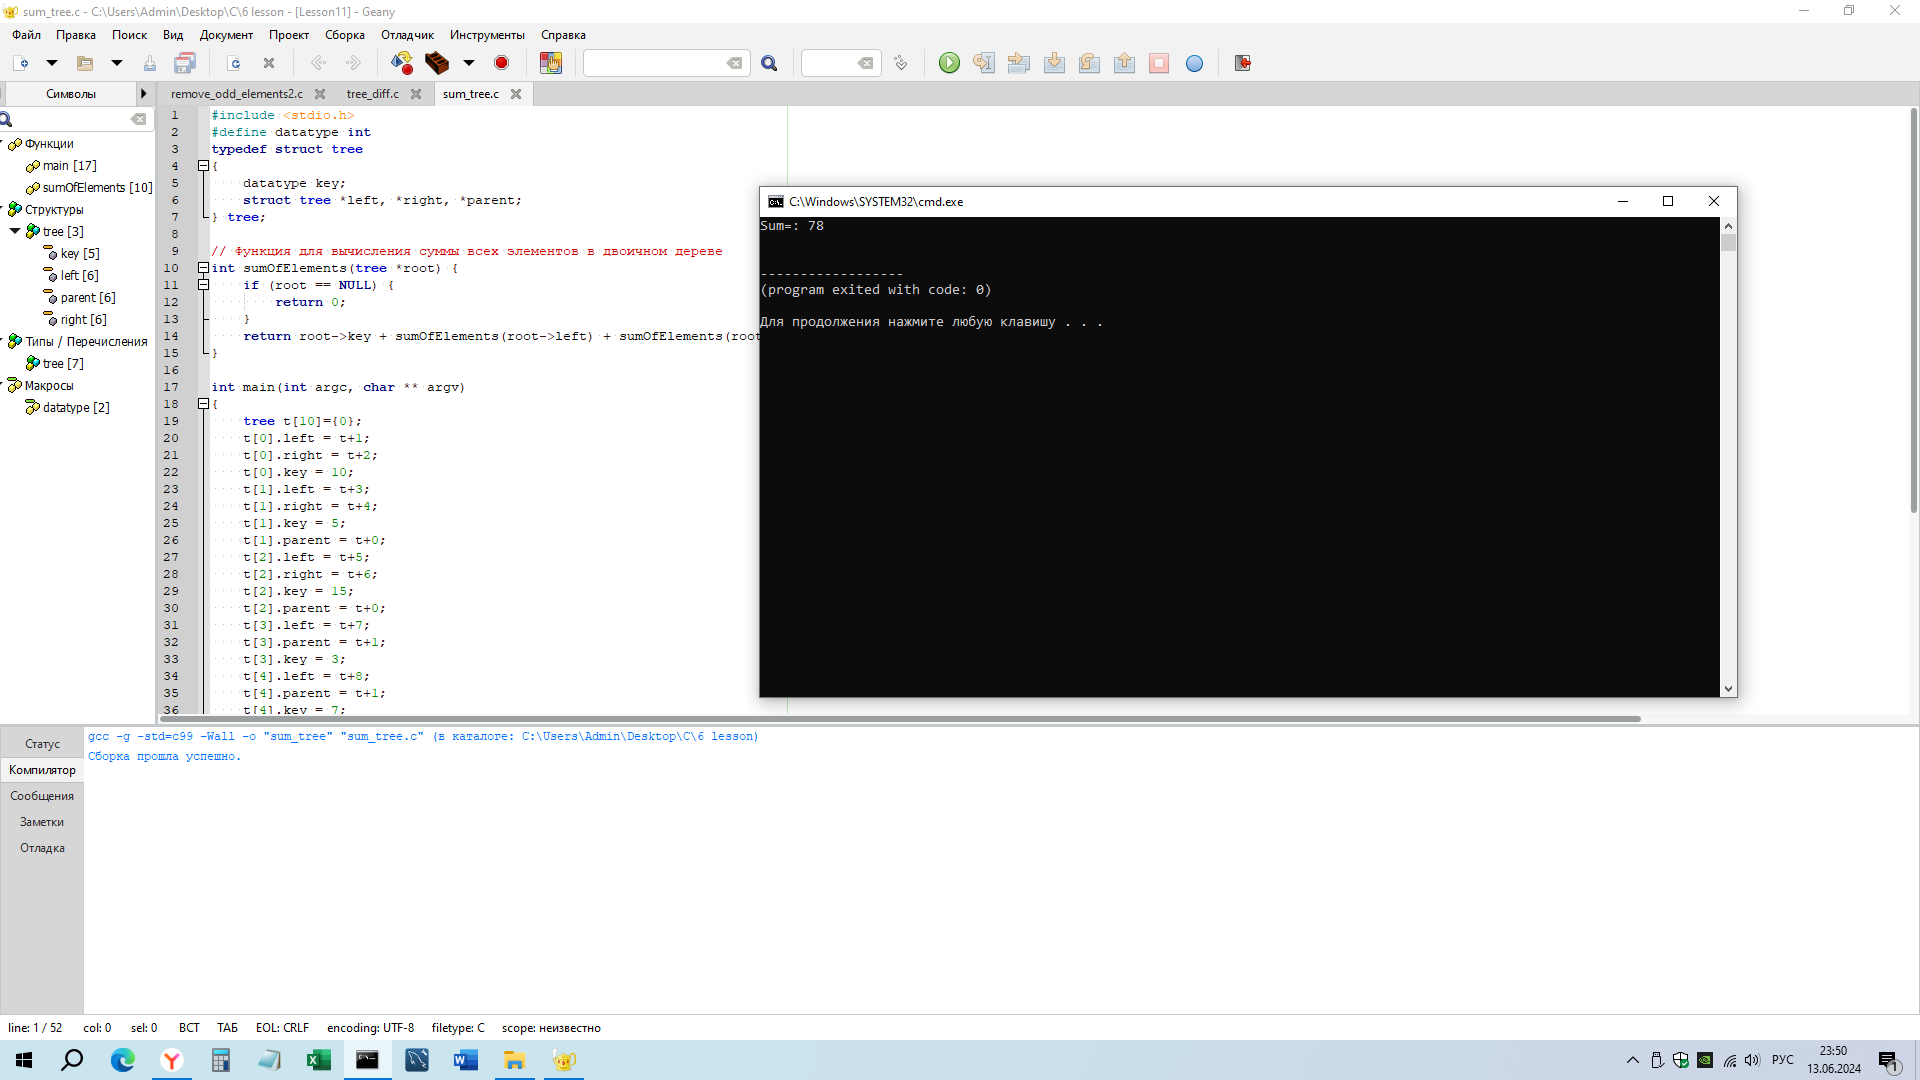 sum_tree.c - C:\Users\Admin\Desktop\C\6 lesson - [Lesson11] - Geany
Файл Правка Поиск Вид Документ Проект Сборка Отладчик Инструменты Справка
Символы
remove_odd_elements2.c tree_diff.c sum_tree.c
Функции
main [17]
sumOfElements [10]
Структуры
tree [3]
key [5]
left [6]
parent [6]
right [6]
Типы / Перечисления
tree [7]
Макросы
datatype [2]
1 #include <stdio.h>
2 #define datatype int
3 typedef struct tree
4 {
5 datatype key;
6 struct tree *left, *right, *parent;
7 } tree;
8
9 // Функция для вычисления суммы всех элементов в двоичном дереве
10 int sumOfElements(tree *root) {
11 if (root == NULL) {
12 return 0;
13 }
14 return root->key + sumOfElements(root->left) + sumOfElements(root
15 }
16
17 int main(int argc, char ** argv)
18 {
19 tree t[10]={0};
20 t[0].left = t+1;
21 t[0].right = t+2;
22 t[0].key = 10;
23 t[1].left = t+3;
24 t[1].right = t+4;
25 t[1].key = 5;
26 t[1].parent = t+0;
27 t[2].left = t+5;
28 t[2].right = t+6;
29 t[2].key = 15;
30 t[2].parent = t+0;
31 t[3].left = t+7;
32 t[3].parent = t+1;
33 t[3].key = 3;
34 t[4].left = t+8;
35 t[4].parent = t+1;
36 t[4].key = 7;
C:\Windows\SYSTEM32\cmd.exe
Sum=: 78
------------------
(program exited with code: 0)
Для продолжения нажмите любую клавишу . . .
Статус
Компилятор
Сообщения
Заметки
Отладка
gcc -g -std=c99 -Wall -o "sum_tree" "sum_tree.c" (в каталоге: C:\Users\Admin\Desktop\C\6 lesson)
Сборка прошла успешно.
line: 1 / 52 col: 0 sel: 0 ВСТ ТАБ EOL: CRLF encoding: UTF-8 filetype: C scope: неизвестно
РУС
23:50
13.06.2024
1